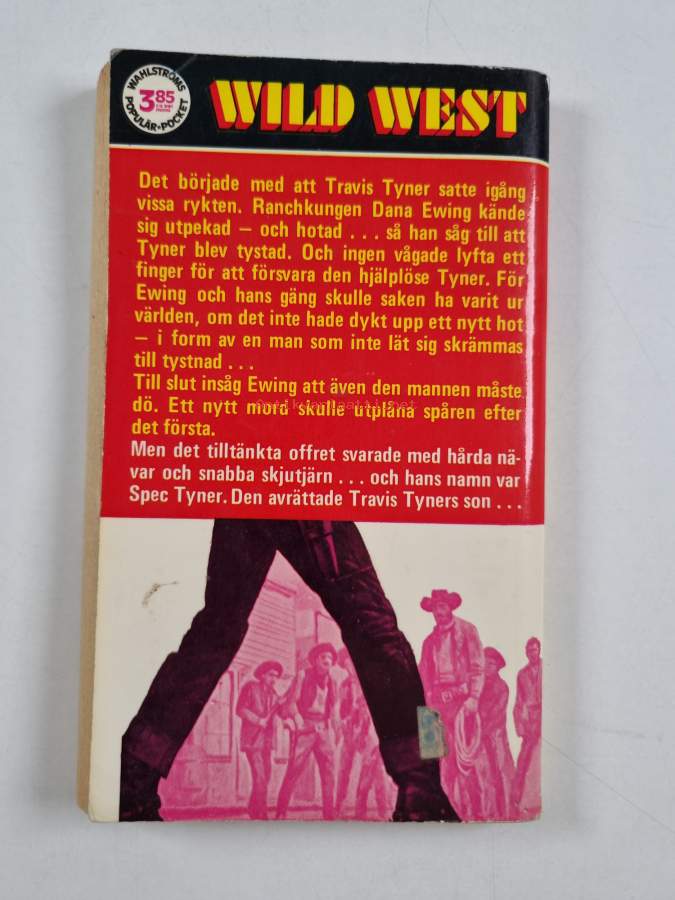 WAHLSTRÖMS
3.85
POPULÄR-POCKET
WILD WEST
Det började med att Travis Tyner satte igång
vissa rykten. Ranchkungen Dana Ewing kände
sig utpekad – och hotad . . . så han såg till att
Tyner blev tystad. Och ingen vågade lyfta ett
finger för att försvara den hjälplöse Tyner. För
Ewing och hans gäng skulle saken ha varit ur
världen, om det inte hade dykt upp ett nytt hot
– i form av en man som inte lät sig skrämmas
till tystnad . . .
Till slut insåg Ewing att även den mannen måste
dö. Ett nytt mord skulle utplåna spåren efter
det första.
Men det tilltänkta offret svarade med hårda nä-
var och snabba skjutjärn . . . och hans namn var
Spec Tyner. Den avrättade Travis Tyners son . . .